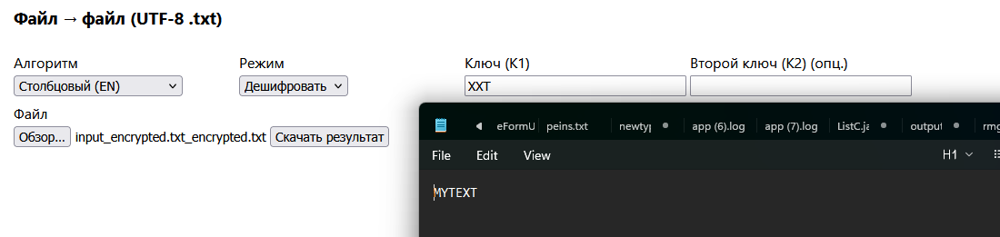 Файл → файл (UTF-8 .txt)
Алгоритм Режим Ключ (K1) Второй ключ (K2) (опц.)
Столбцовый (EN) Дешифровать XXT
Файл
Обзор... input_encrypted.txt_encrypted.txt Скачать результат
eFormU peins.txt newtyp app (6).log app (7).log ListC.ja output rmg
File Edit View H1
MYTEXT